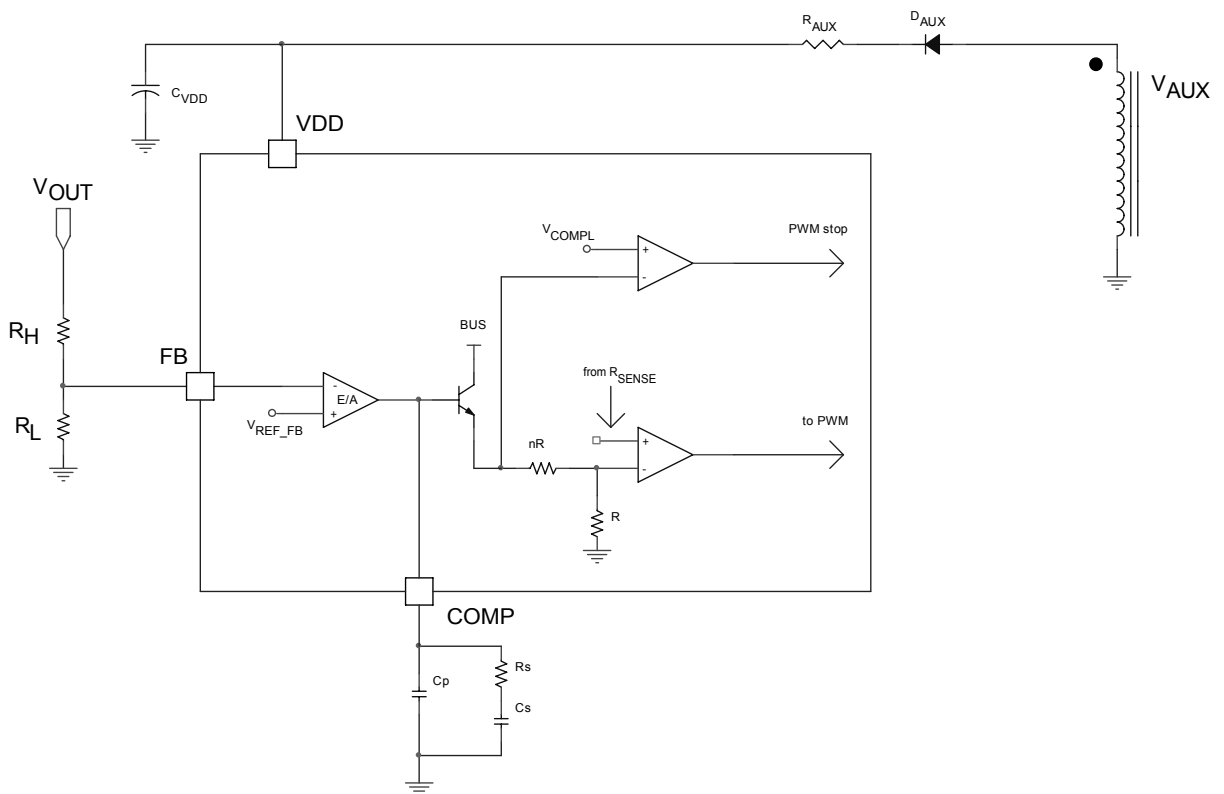 RAUX
DAUX
VAUX
CVDD
VDD
VOUT
VCOMPL
+
-
PWM stop
RH
BUS
FB
from RSENSE
-
E/A
+
VREF_FB
to PWM
RL
nR
+
-
R
COMP
Rs
Cp
Cs